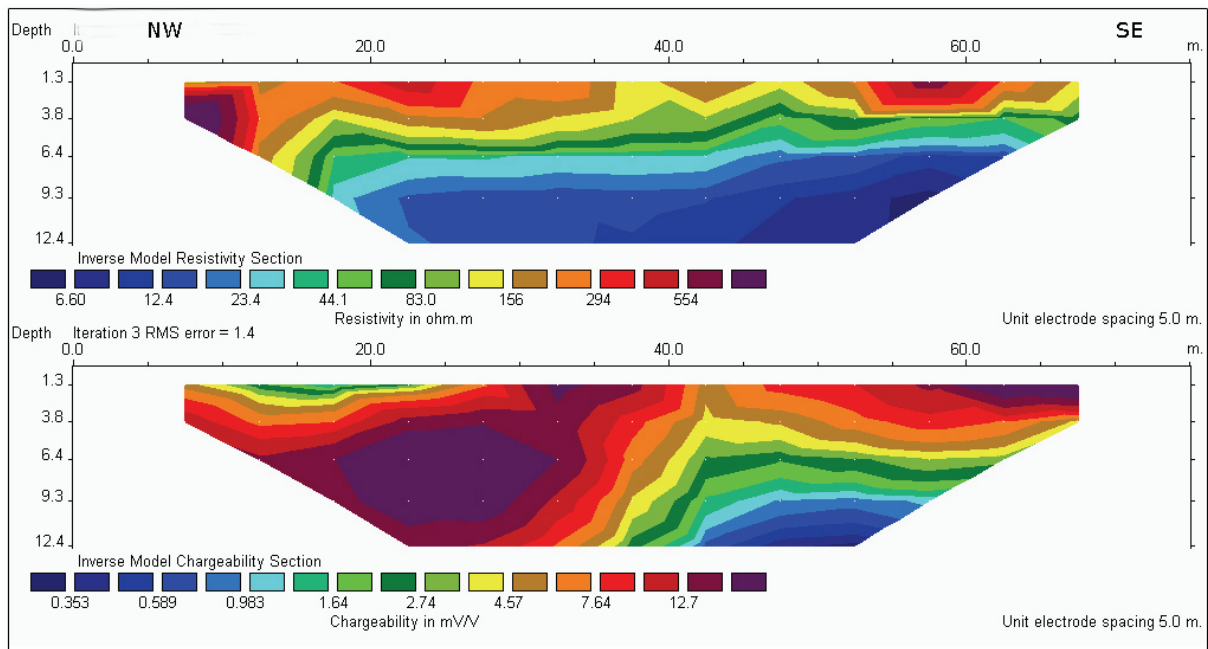 NW SE
Depth
0.0 20.0 40.0 60.0 m.
1.3
3.8
6.4
9.3
12.4
Inverse Model Resistivity Section
6.60 12.4 23.4 44.1 83.0 156 294 554
Resistivity in ohm.m Unit electrode spacing 5.0 m.
Depth Iteration 3 RMS error = 1.4
0.0 20.0 40.0 60.0 m.
1.3
3.8
6.4
9.3
12.4
Inverse Model Chargeability Section
0.353 0.589 0.983 1.64 2.74 4.57 7.64 12.7
Chargeability in mV/V Unit electrode spacing 5.0 m.